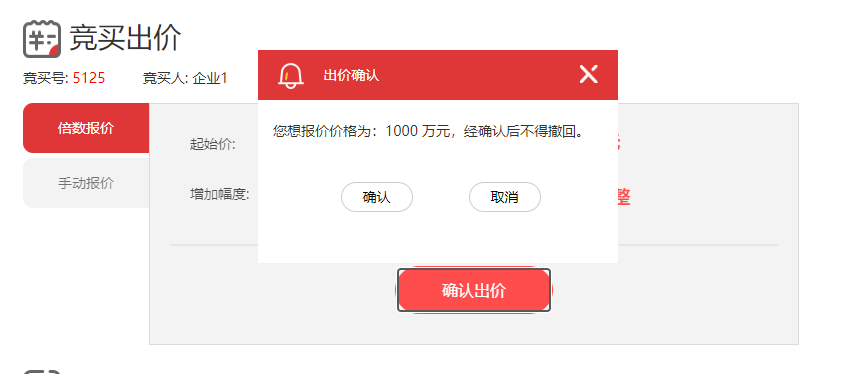 竞买出价
竞买号: 5125 竞买人: 企业1
出价确认
倍数报价
手动报价
您想报价价格为：1000 万元，经确认后不得撤回。
起始价:
增加幅度:
整
确认 取消
确认出价